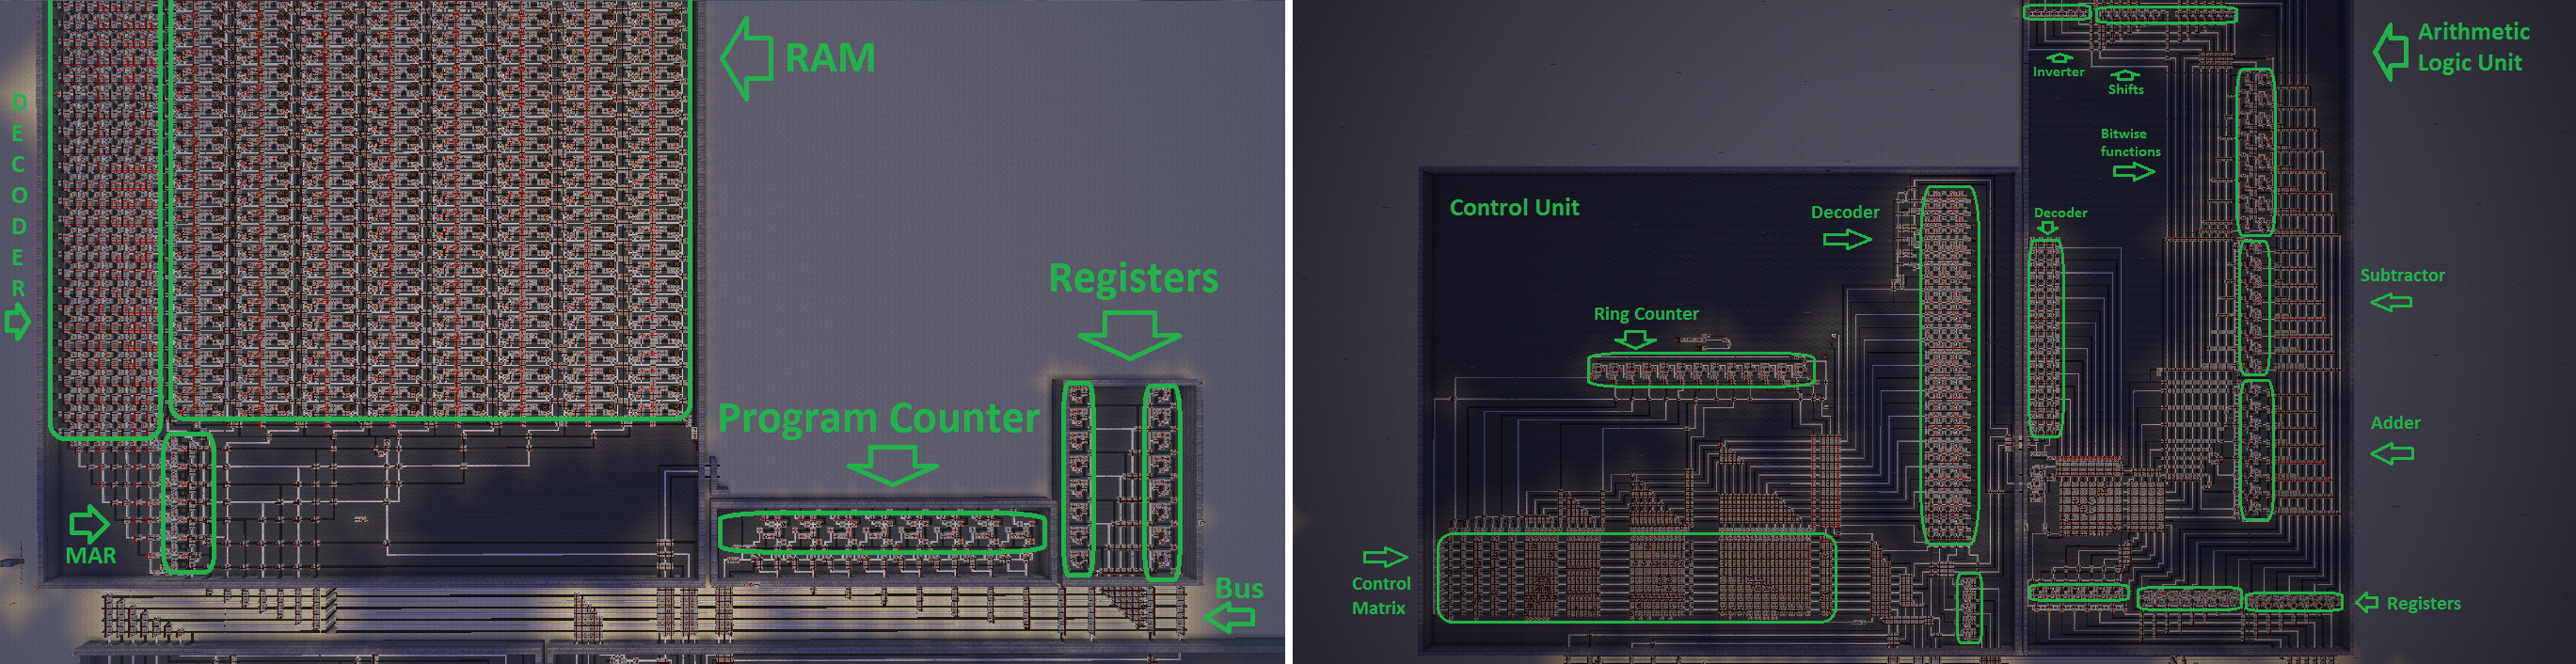 RAM
D
E
C
O
D
E
R
Registers
Program Counter
MAR
Bus
Arithmetic
Logic Unit
Inverter
Shifts
Bitwise
functions
Control Unit
Decoder
Decoder
Subtractor
Ring Counter
Adder
Control
Matrix
Registers